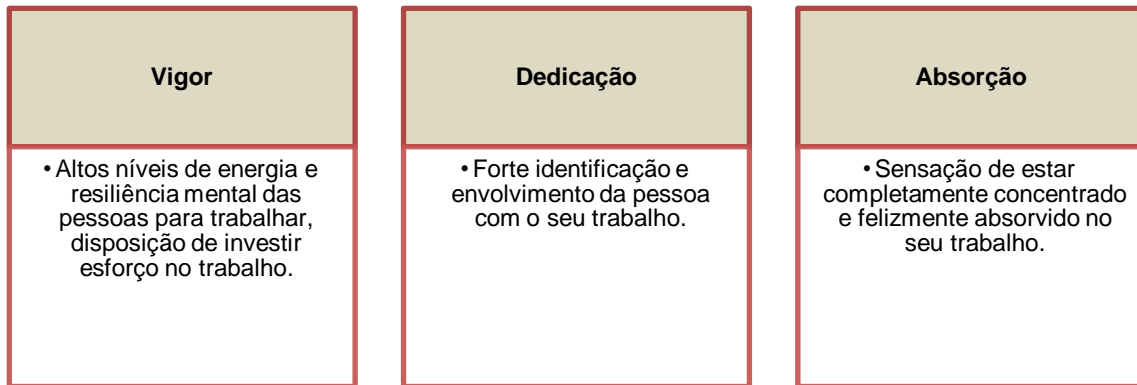 Vigor
• Altos níveis de energia e
resiliência mental das
pessoas para trabalhar,
disposição de investir
esforço no trabalho.
Dedicação
• Forte identificação e
envolvimento da pessoa
com o seu trabalho.
Absorção
• Sensação de estar
completamente concentrado
e felizmente absorvido no
seu trabalho.